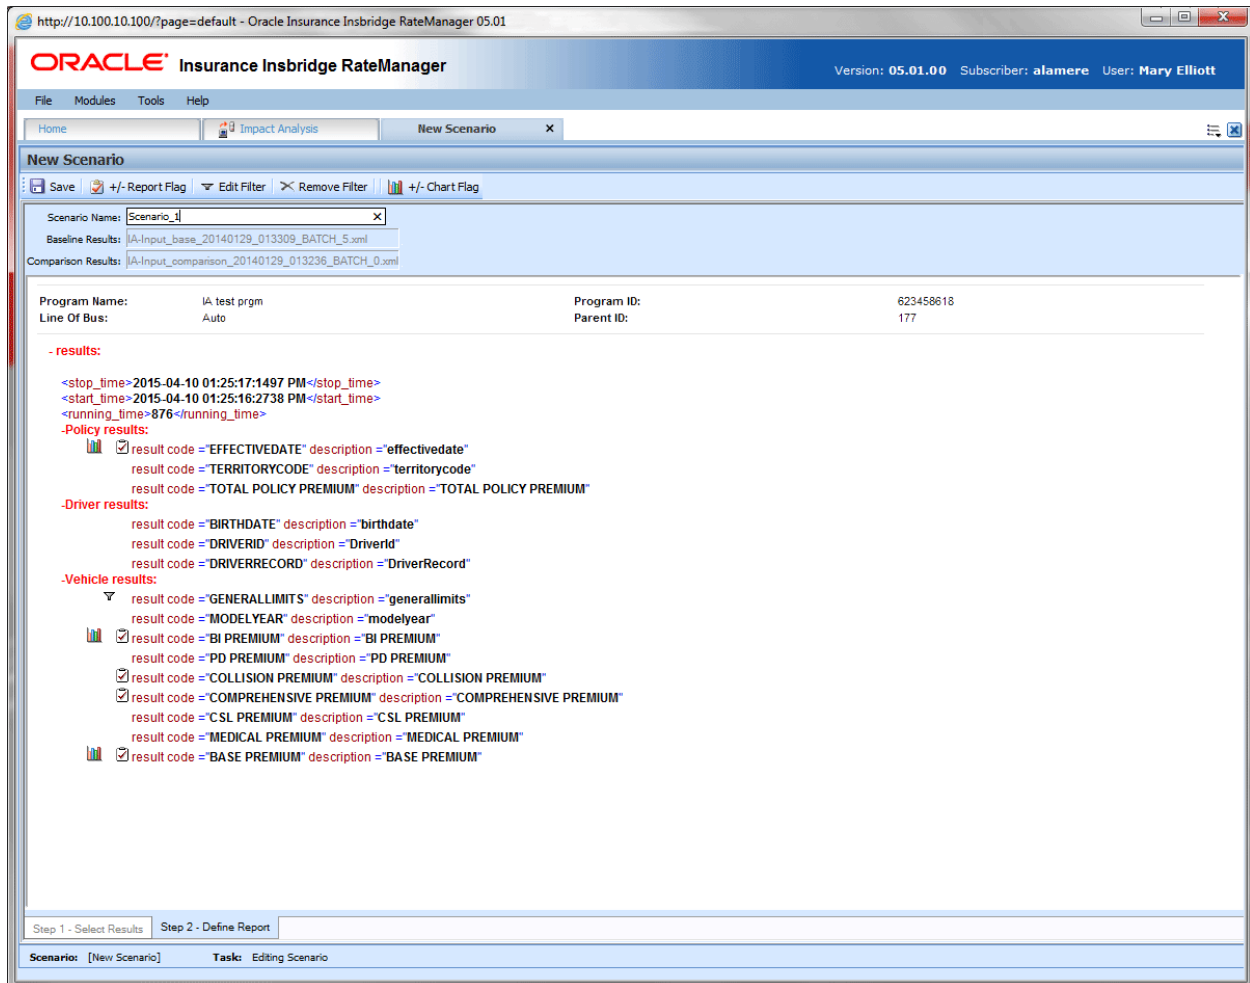 http://10.100.10.100/?page=default - Oracle Insurance Insbridge RateManager 05.01
ORACLE Insurance Insbridge RateManager
Version: 05.01.00 Subscriber: alamere User: Mary Elliott
File Modules Tools Help
Home Impact Analysis New Scenario
New Scenario
Save +/- Report Flag Edit Filter Remove Filter +/- Chart Flag
Scenario Name: Scenario_1
Baseline Results: IA-Input_base_20140129_013309_BATCH_5.xml
Comparison Results: IA-Input_comparison_20140129_013236_BATCH_0.xml
Program Name: IA test prgm Program ID: 623458618
Line Of Bus: Auto Parent ID: 177
- results:
<stop_time>2015-04-10 01:25:17:1497 PM</stop_time>
<start_time>2015-04-10 01:25:16:2738 PM</start_time>
<running_time>876</running_time>
-Policy results:
result code ="EFFECTIVEDATE" description ="effectivedate"
result code ="TERRITORYCODE" description ="territorycode"
result code ="TOTAL POLICY PREMIUM" description ="TOTAL POLICY PREMIUM"
-Driver results:
result code ="BIRTHDATE" description ="birthdate"
result code ="DRIVERID" description ="DriverId"
result code ="DRIVERRECORD" description ="DriverRecord"
-Vehicle results:
result code ="GENERALLIMITS" description ="generallimits"
result code ="MODELYEAR" description ="modelyear"
result code ="BI PREMIUM" description ="BI PREMIUM"
result code ="PD PREMIUM" description ="PD PREMIUM"
result code ="COLLISION PREMIUM" description ="COLLISION PREMIUM"
result code ="COMPREHENSIVE PREMIUM" description ="COMPREHENSIVE PREMIUM"
result code ="CSL PREMIUM" description ="CSL PREMIUM"
result code ="MEDICAL PREMIUM" description ="MEDICAL PREMIUM"
result code ="BASE PREMIUM" description ="BASE PREMIUM"
Step 1 - Select Results Step 2 - Define Report
Scenario: [New Scenario] Task: Editing Scenario